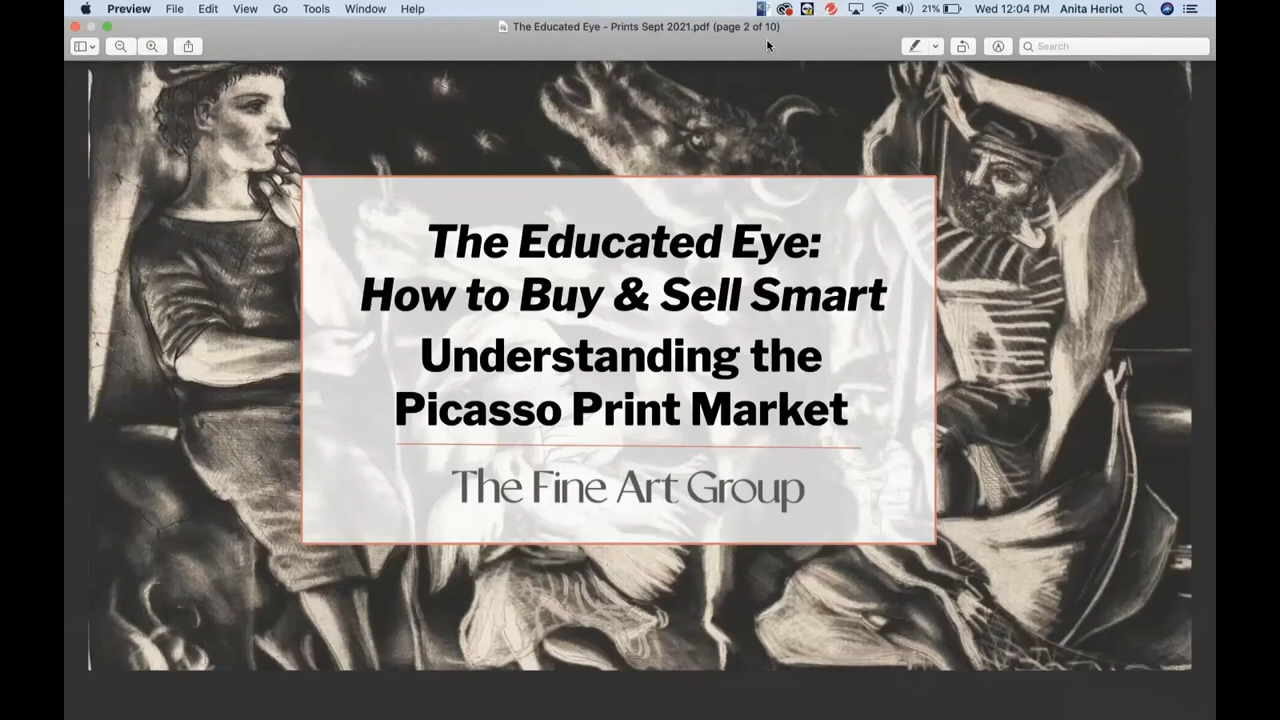 Preview File Edit View Go Tools Window Help 21% Wed 12:04 PM Anita Heriot
The Educated Eye - Prints Sept 2021.pdf (page 2 of 10)
Search
The Educated Eye:
How to Buy & Sell Smart
Understanding the
Picasso Print Market
The Fine Art Group